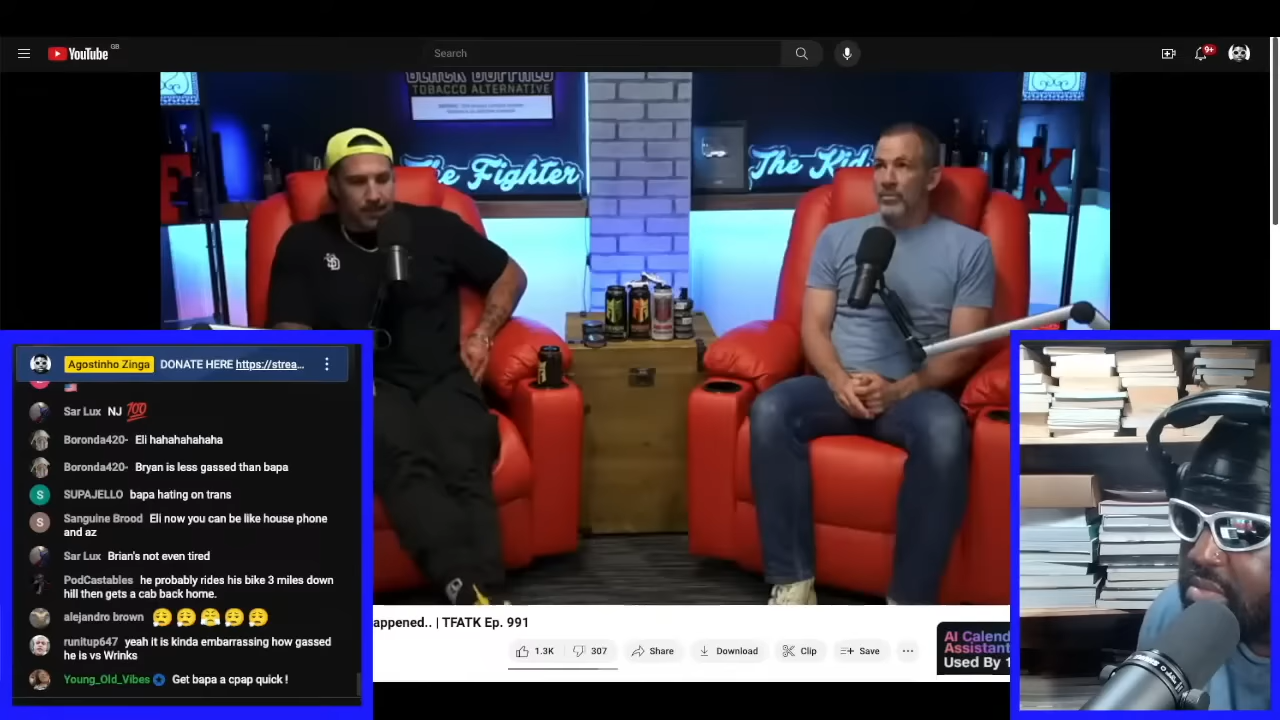 YouTube GB
Search
9+
BLACK BUFFALO
TOBACCO ALTERNATIVE
The Fighter
The Kid
F
K
SD
Agostinho Zinga DONATE HERE https://strea...
Sar Lux NJ 💯
Boronda420- Eli hahahahahaha
Boronda420- Bryan is less gassed than bapa
S SUPAJELLO bapa hating on trans
S Sanguine Brood Eli now you can be like house phone
and az
Sar Lux Brian's not even tired
PodCastables he probably rides his bike 3 miles down
hill then gets a cab back home.
alejandro brown 😮‍💨😮‍💨😤😮‍💨😮‍💨
runitup647 yeah it is kinda embarrassing how gassed
he is vs Wrinks
Young_Old_Vibes Get bapa a cpap quick !
appened.. | TFATK Ep. 991
1.3K 307 Share Download Clip Save
AI Calend
Assistant
Used By 1